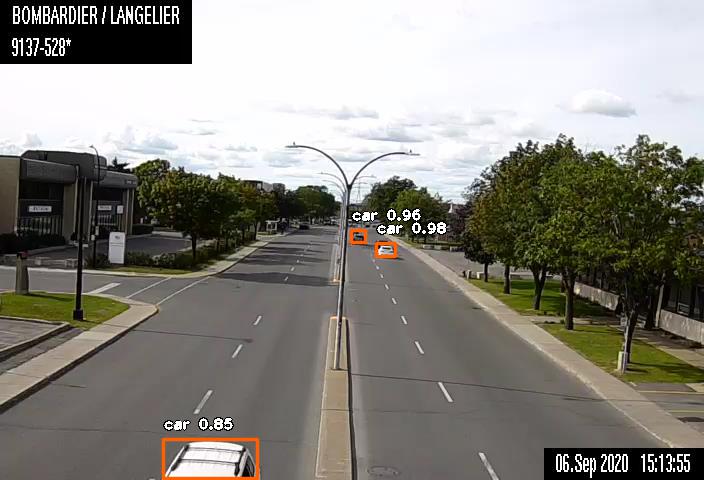 BOMBARDIER / LANGELIER
9137-528*
car 0.96
car 0.98
car 0.85
06.Sep 2020 15:13:55